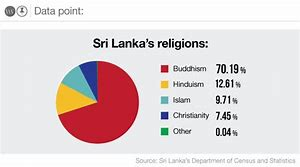 Data point:
Sri Lanka's religions:
Buddhism 70.19 %
Hinduism 12.61 %
Islam 9.71 %
Christianity 7.45 %
Other 0.04 %
Source: Sri Lanka's Department of Census and Statistics